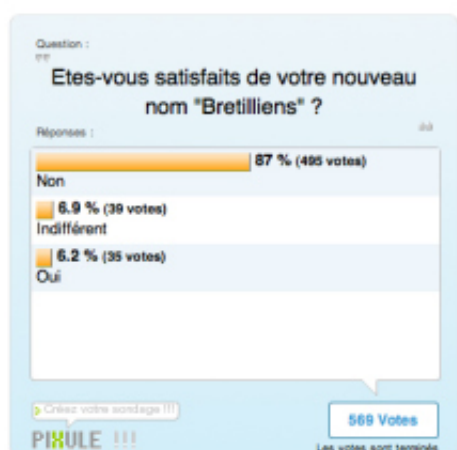 Question :
Etes-vous satisfaits de votre nouveau
nom "Bretilliens" ?
Réponses :
87 % (495 votes)
Non
6.9 % (39 votes)
Indifférent
6.2 % (35 votes)
Oui
Créez votre sondage !!!
569 Votes
PIXULE !!!
Les votes sont terminés